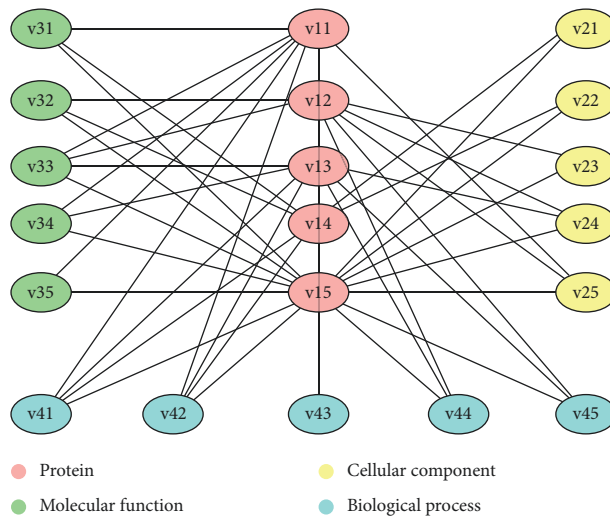 v31 v11 v21
v32 v12 v22
v33 v13 v23
v34 v14 v24
v35 v15 v25
v41 v42 v43 v44 v45
Protein Cellular component
Molecular function Biological process